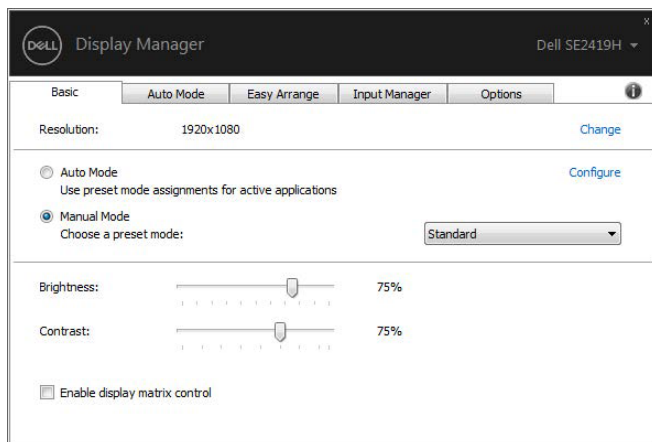 x
DELL Display Manager Dell SE2419H
Basic Auto Mode Easy Arrange Input Manager Options i
Resolution: 1920x1080 Change
Auto Mode Configure
Use preset mode assignments for active applications
Manual Mode
Choose a preset mode: Standard
Brightness: 75%
Contrast: 75%
Enable display matrix control